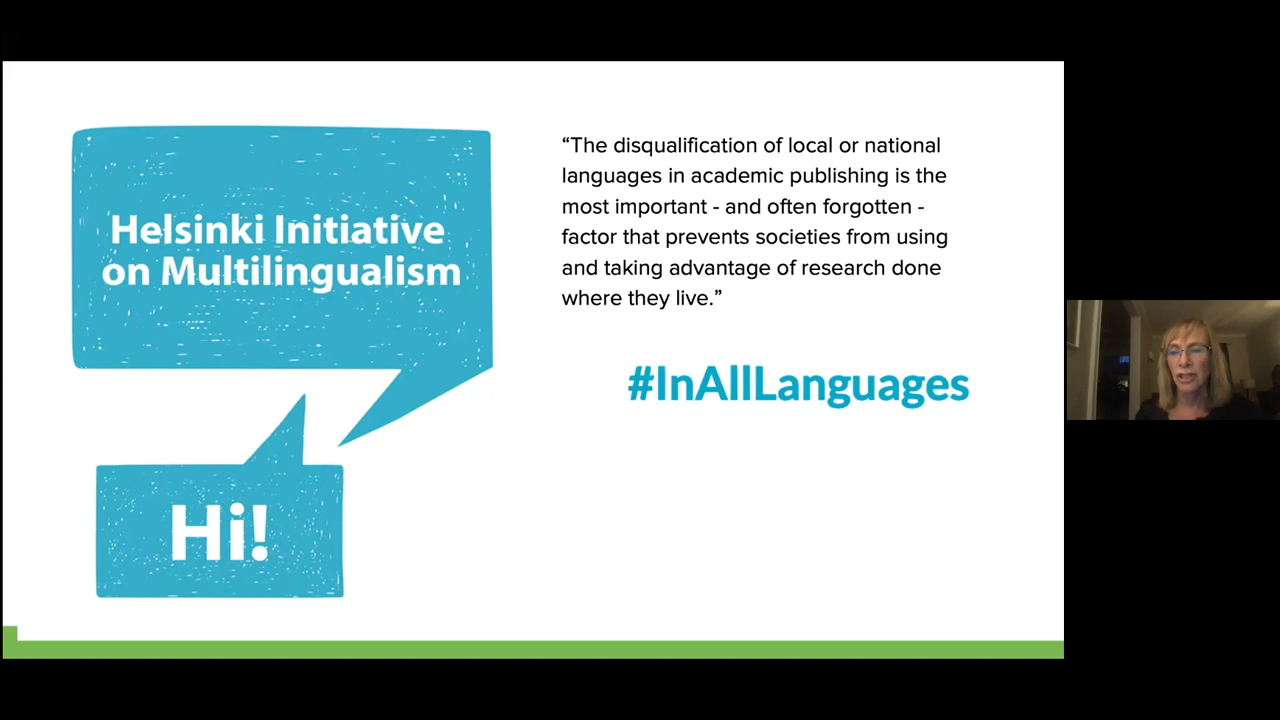 Helsinki Initiative
on Multilingualism
Hi!
“The disqualification of local or national
languages in academic publishing is the
most important - and often forgotten -
factor that prevents societies from using
and taking advantage of research done
where they live.”
#InAllLanguages